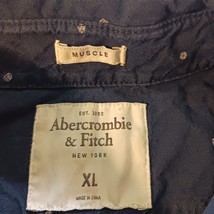 MUSCLE
EST. 1892
Abercrombie
& Fitch
NEW YORK
XL
MADE IN CHINA